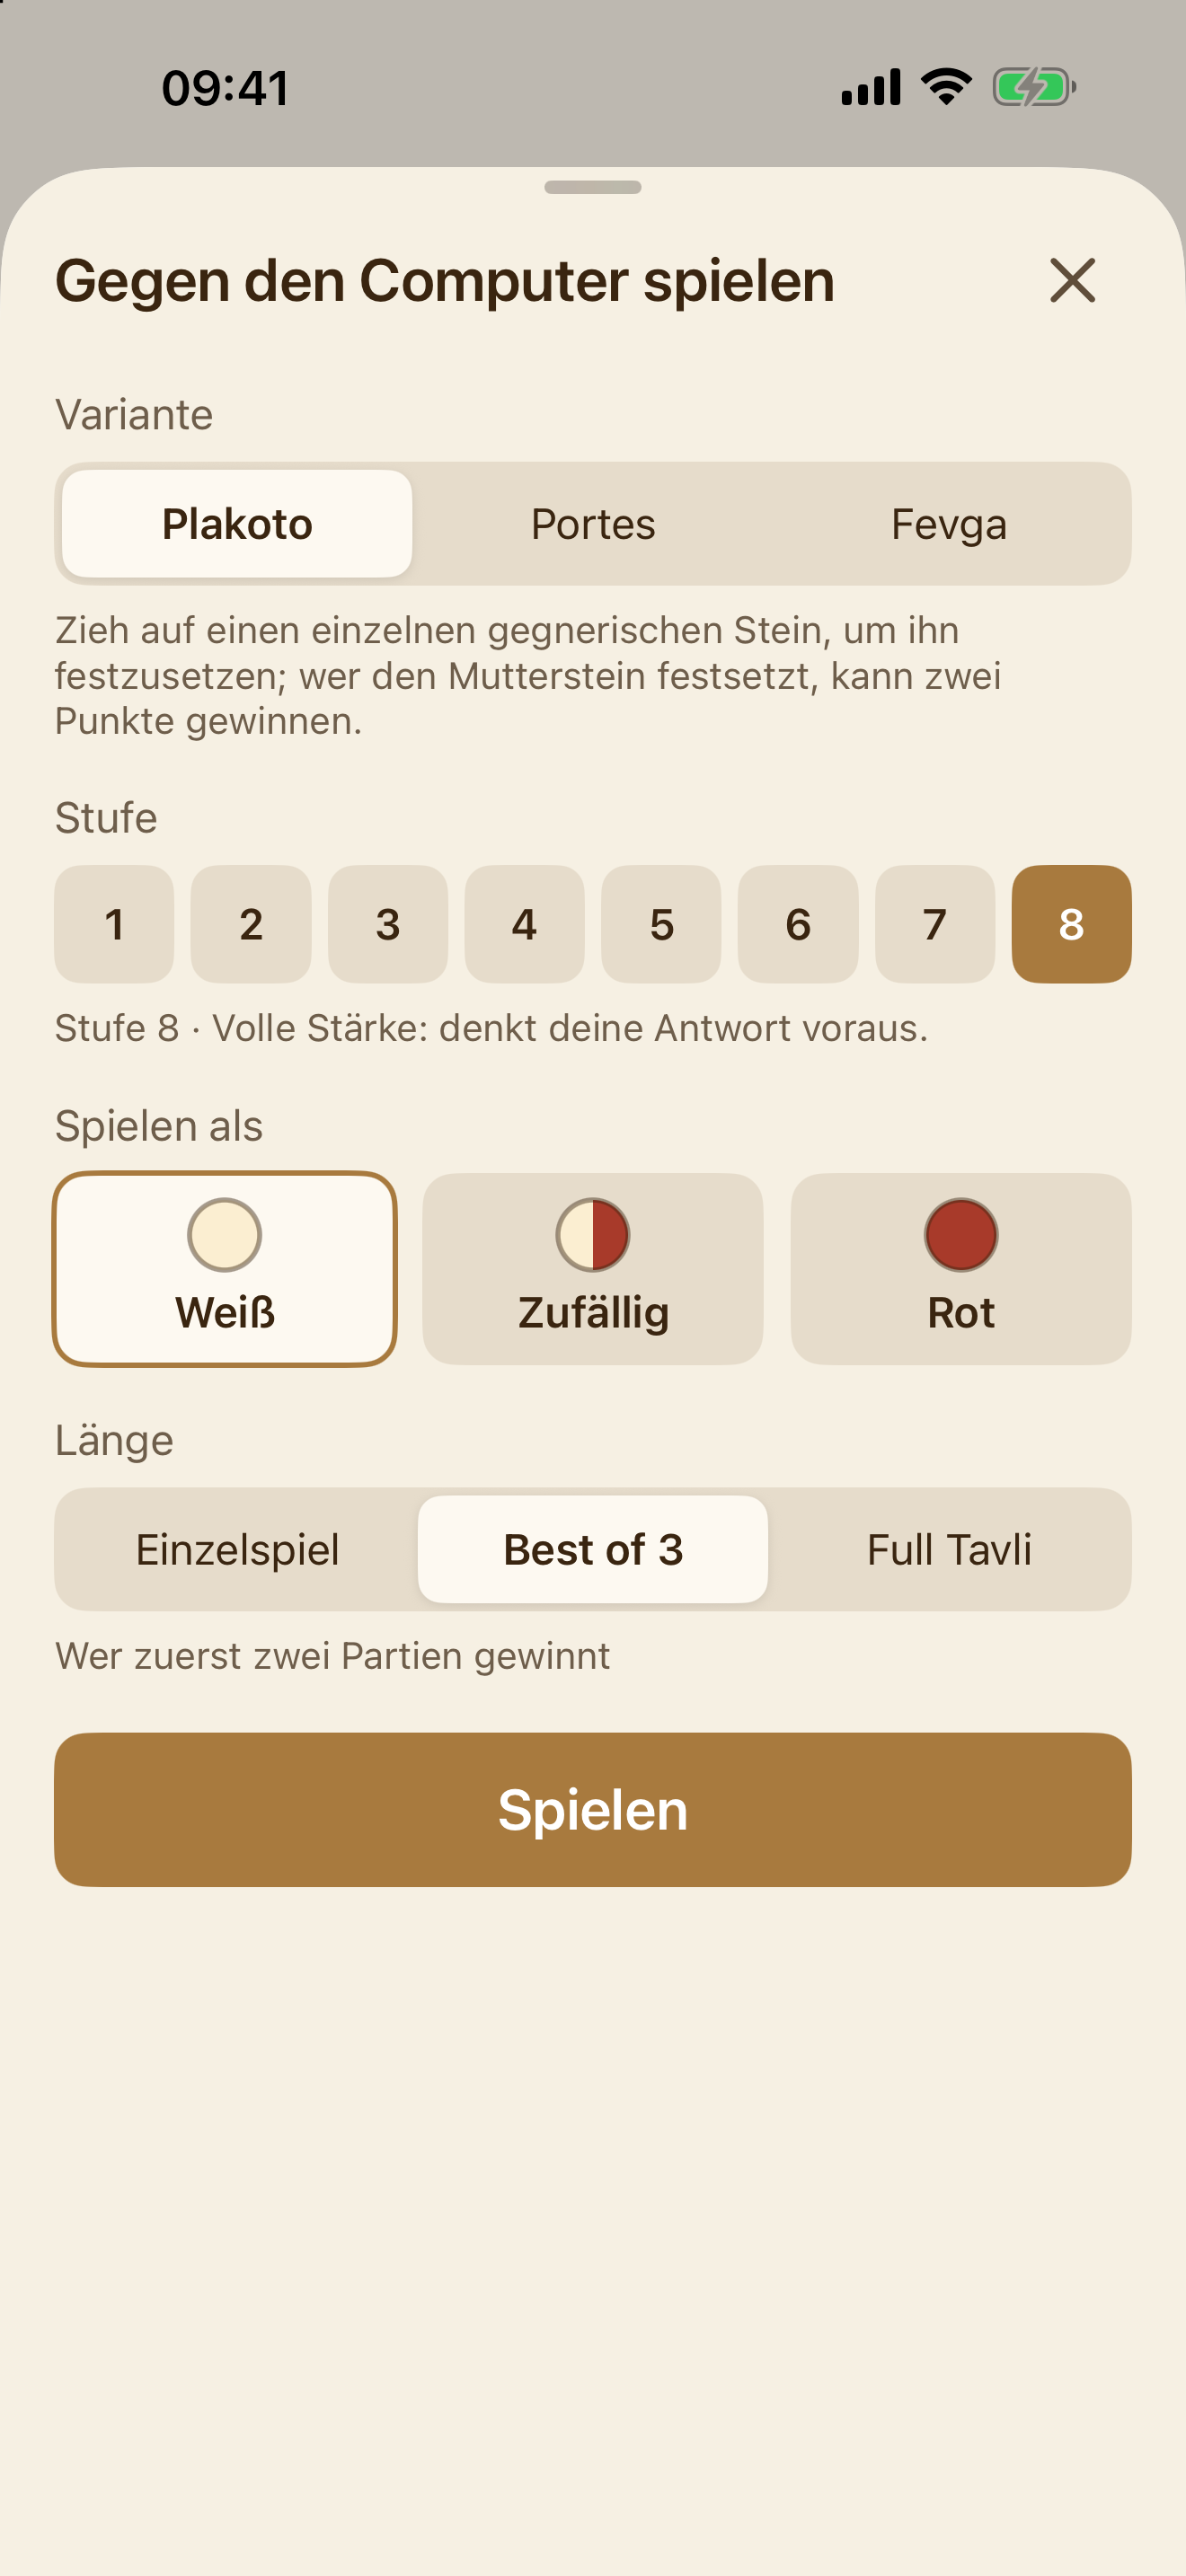 09:41
Gegen den Computer spielen
Variante
Plakoto
Portes
Fevga
Zieh auf einen einzelnen gegnerischen Stein, um ihn
festzusetzen; wer den Mutterstein festsetzt, kann zwei
Punkte gewinnen.
Stufe
1 2 3 4 5 6 7 8
Stufe 8 · Volle Stärke: denkt deine Antwort voraus.
Spielen als
Weiß
Zufällig
Rot
Länge
Einzelspiel
Best of 3
Full Tavli
Wer zuerst zwei Partien gewinnt
Spielen